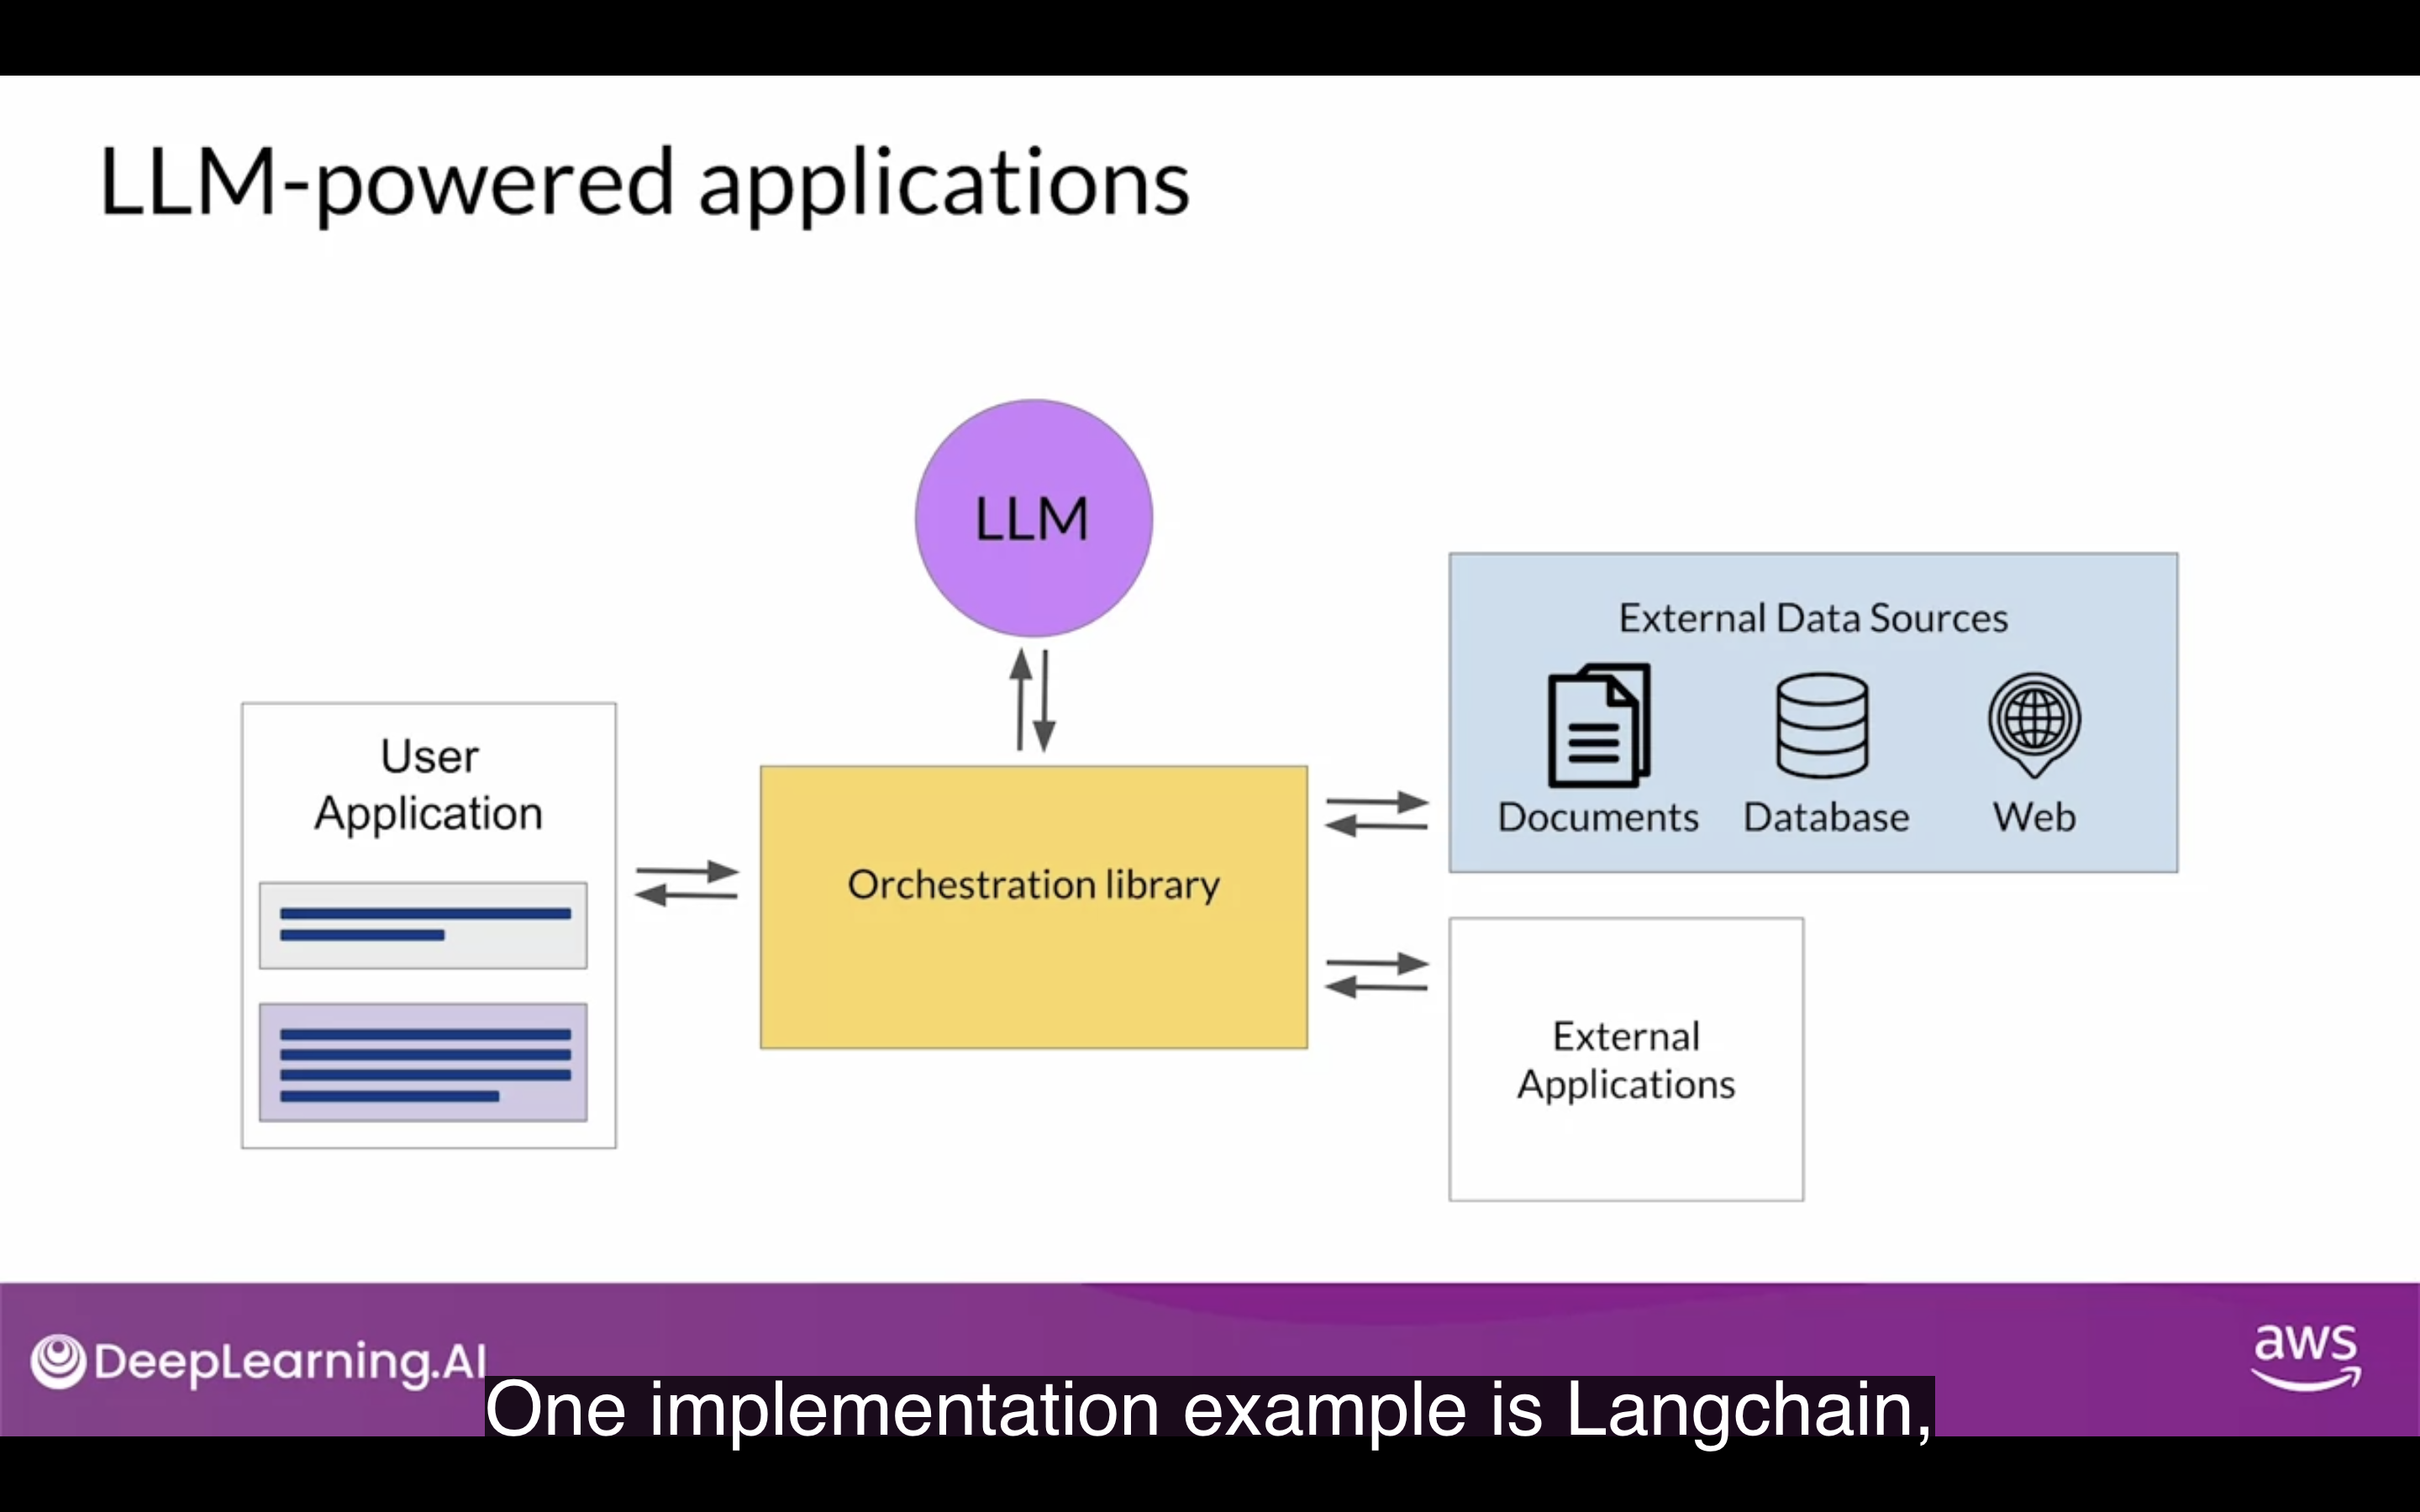 LLM-powered applications
LLM
External Data Sources
Documents
Database
Web
User
Application
Orchestration library
External
Applications
DeepLearning.AI
aws
One implementation example is Langchain,